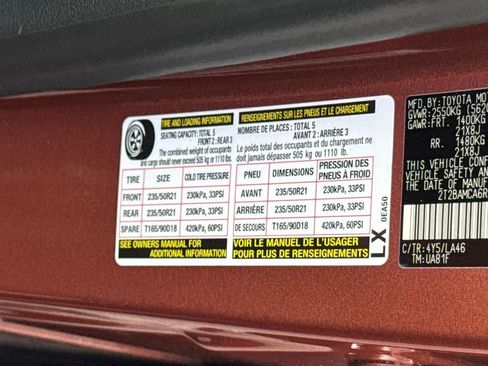 TIRE AND LOADING INFORMATION
SEATING CAPACITY: TOTAL 5
FRONT 2 : REAR 3
The combined weight of occupants
and cargo should never exceed 505 kg or 1110 lbs.
TIRE SIZE COLD TIRE PRESSURE
FRONT 235/50R21 230kPa, 33PSI
REAR 235/50R21 230kPa, 33PSI
SPARE T165/90D18 420kPa, 60PSI
SEE OWNERS MANUAL FOR
ADDITIONAL INFORMATION
RENSEIGNEMENTS SUR LES PNEUS ET LE CHARGEMENT
NOMBRE DE PLACES : TOTAL 5
AVANT 2 : ARRIÈRE 3
Le poids total des occupants et du chargement ne
doit jamais dépasser 505 kg ou 1110 lb.
PNEU DIMENSIONS PRESSION DES PNEUS À FROID
AVANT 235/50R21 230kPa, 33PSI
ARRIÈRE 235/50R21 230kPa, 33PSI
DE SECOURS T165/90D18 420kPa, 60PSI
VOIR LE MANUEL DE L'USAGER
POUR PLUS DE RENSEIGNEMENTS
LX 0EA50
MFD. BY: TOYOTA MOT
GVWR: 2550KG (562
GAWR: FRT. 1400KG
21X8J
RR. 1480KG
21X8J
THIS VEHICLE
SAFETY
THE DATE OF MANUF
2T2BAMCA6R
C/TR: 4Y5/LA46
TM: UA81F